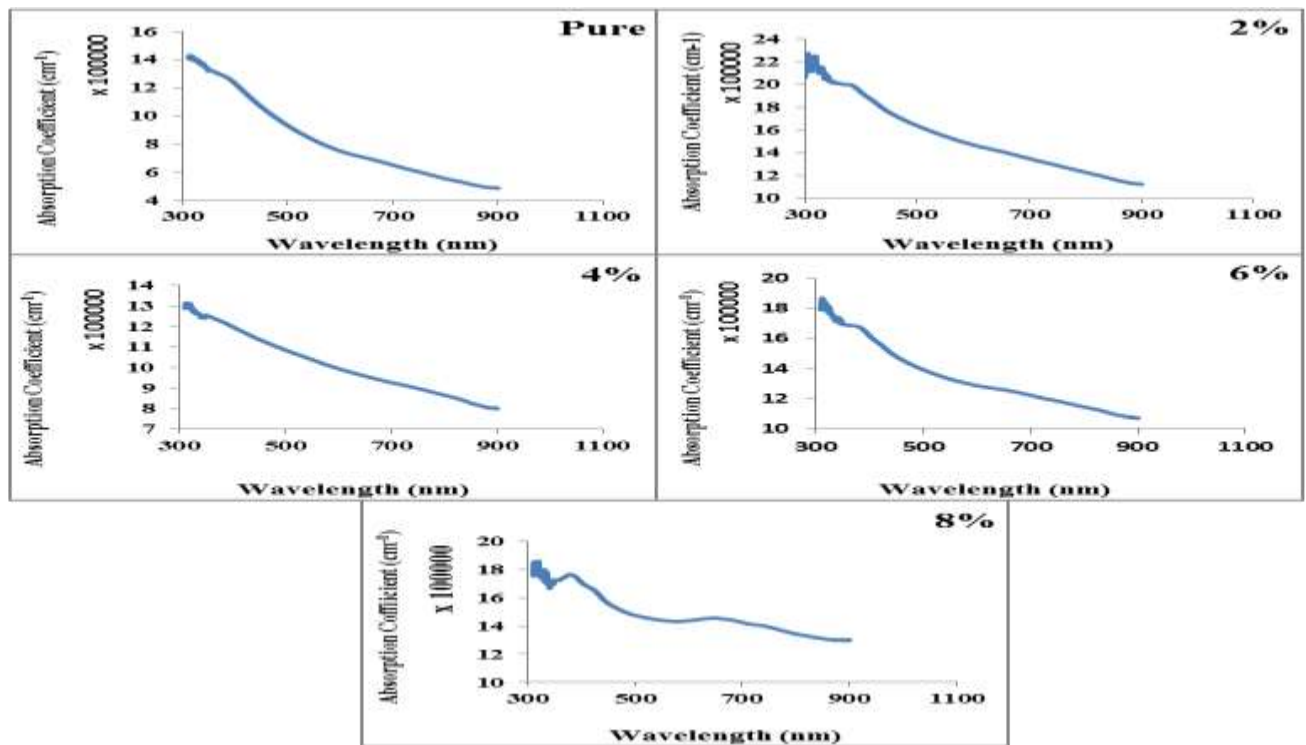 Pure
Absorption Coefficient (cm-1)
x 100000
16
14
12
10
8
6
4
300 500 700 900 1100
Wavelength (nm)
2%
Absorption Coefficient (cm-1)
x 100000
24
22
20
18
16
14
12
10
300 500 700 900 1100
Wavelength (nm)
4%
Absorption Coefficient (cm-1)
x 100000
14
13
12
11
10
9
8
7
300 500 700 900 1100
Wavelength (nm)
6%
Absorption Coefficient (cm-1)
x 100000
20
18
16
14
12
10
300 500 700 900 1100
Wavelength (nm)
8%
Absorption Coefficient (cm-1)
x 100000
20
18
16
14
12
10
300 500 700 900 1100
Wavelength (nm)